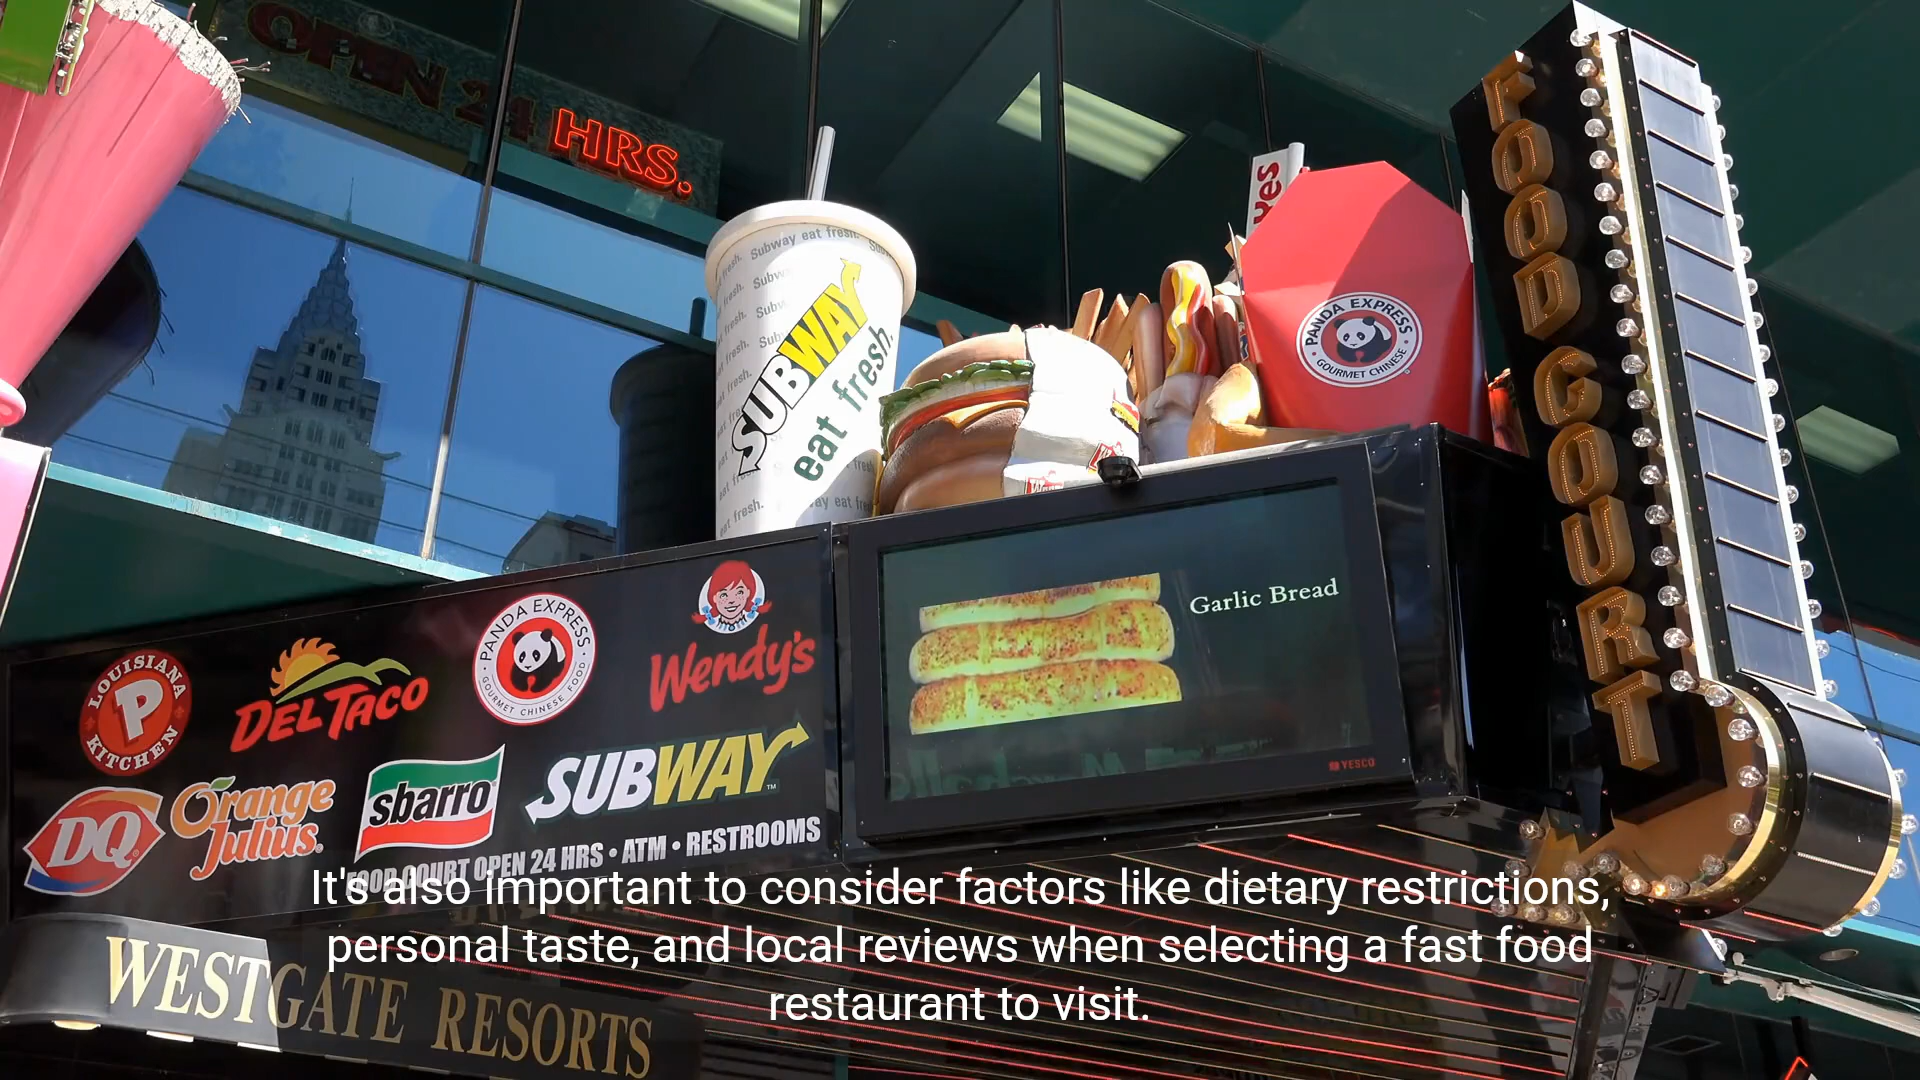 OPEN 24 HRS.
Subway eat fresh.
SUBWAY
eat fresh.
PANDA EXPRESS
GOURMET CHINESE
FOOD COURT
Garlic Bread
YESCO
LOUISIANA
P
KITCHEN
DEL TACO
PANDA EXPRESS
GOURMET CHINESE FOOD
Wendy's
DQ
Orange
Julius.
sbarro
SUBWAY™
FOOD COURT OPEN 24 HRS • ATM • RESTROOMS
It's also important to consider factors like dietary restrictions,
personal taste, and local reviews when selecting a fast food
restaurant to visit.
WESTGATE RESORTS